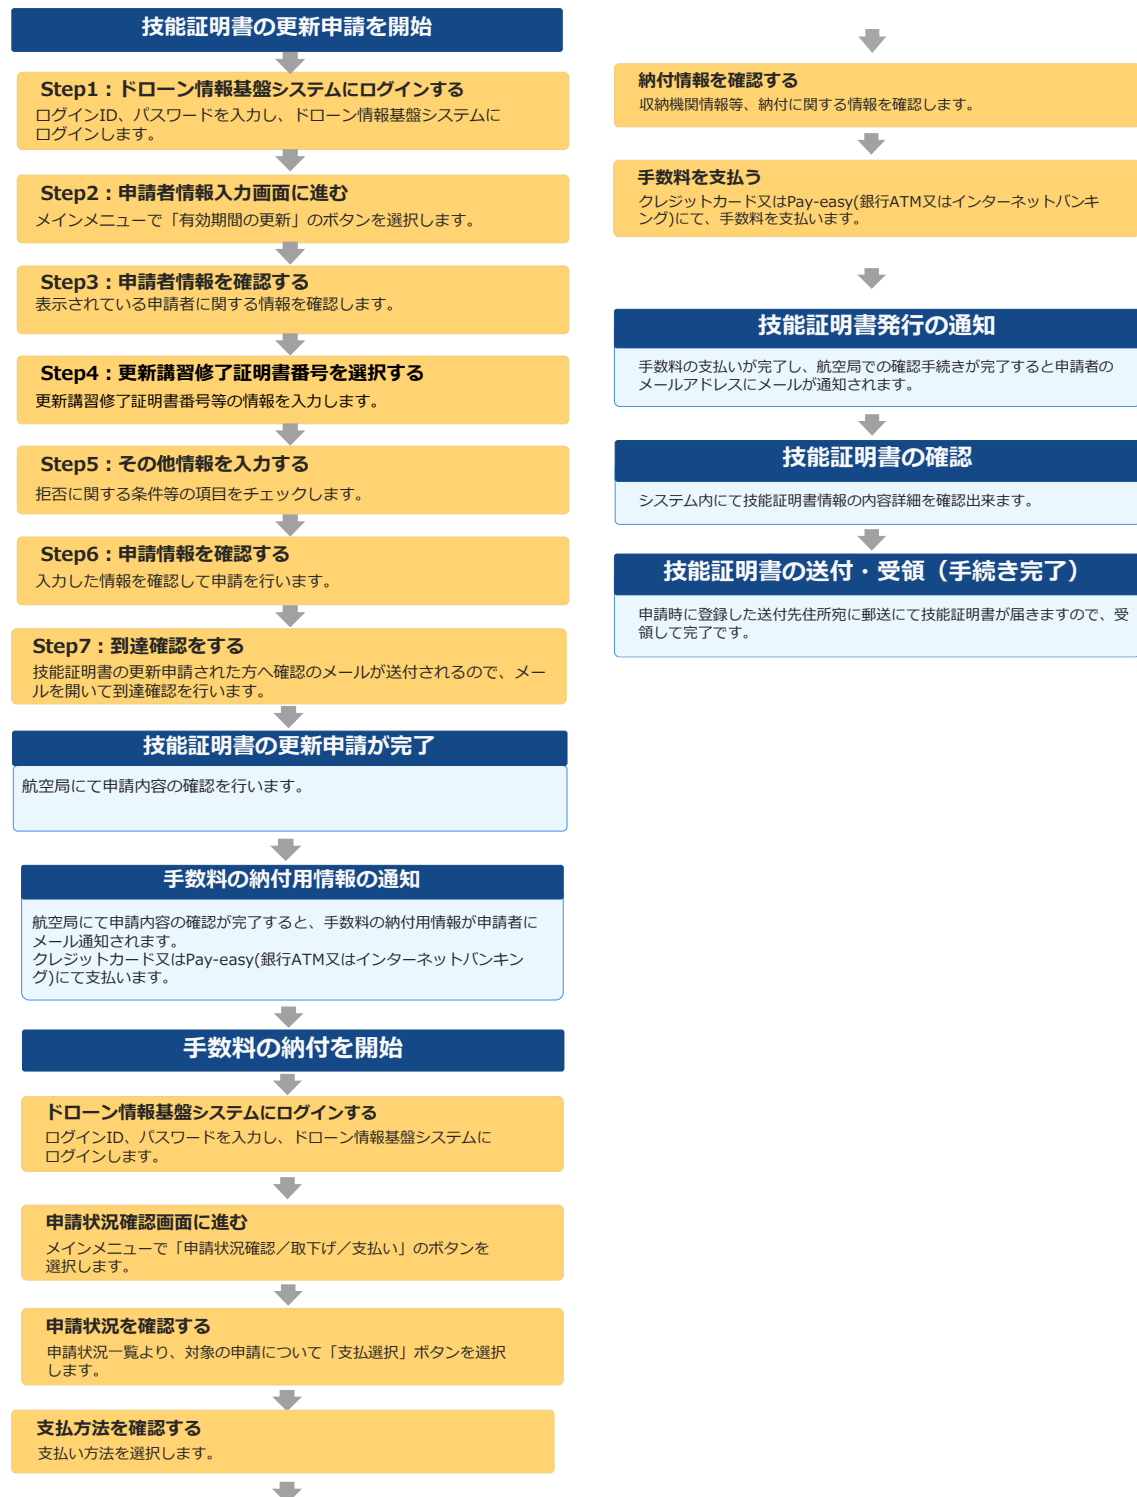 技能証明書の更新申請を開始
Step1：ドローン情報基盤システムにログインする
ログインID、パスワードを入力し、ドローン情報基盤システムに
ログインします。
Step2：申請者情報入力画面に進む
メインメニューで「有効期間の更新」のボタンを選択します。
Step3：申請者情報を確認する
表示されている申請者に関する情報を確認します。
Step4：更新講習修了証明書番号を選択する
更新講習修了証明書番号等の情報を入力します。
Step5：その他情報を入力する
拒否に関する条件等の項目をチェックします。
Step6：申請情報を確認する
入力した情報を確認して申請を行います。
Step7：到達確認をする
技能証明書の更新申請された方へ確認のメールが送付されるので、メー
ルを開いて到達確認を行います。
技能証明書の更新申請が完了
航空局にて申請内容の確認を行います。
手数料の納付用情報の通知
航空局にて申請内容の確認が完了すると、手数料の納付用情報が申請者に
メール通知されます。
クレジットカード又はPay-easy(銀行ATM又はインターネットバンキン
グ)にて支払います。
手数料の納付を開始
ドローン情報基盤システムにログインする
ログインID、パスワードを入力し、ドローン情報基盤システムに
ログインします。
申請状況確認画面に進む
メインメニューで「申請状況確認／取下げ／支払い」のボタンを
選択します。
申請状況を確認する
申請状況一覧より、対象の申請について「支払選択」ボタンを選択
します。
支払方法を確認する
支払い方法を選択します。
納付情報を確認する
収納機関情報等、納付に関する情報を確認します。
手数料を支払う
クレジットカード又はPay-easy(銀行ATM又はインターネットバンキ
ング)にて、手数料を支払います。
技能証明書発行の通知
手数料の支払いが完了し、航空局での確認手続きが完了すると申請者の
メールアドレスにメールが通知されます。
技能証明書の確認
システム内にて技能証明書情報の内容詳細を確認出来ます。
技能証明書の送付・受領（手続き完了）
申請時に登録した送付先住所宛に郵送にて技能証明書が届きますので、受
領して完了です。